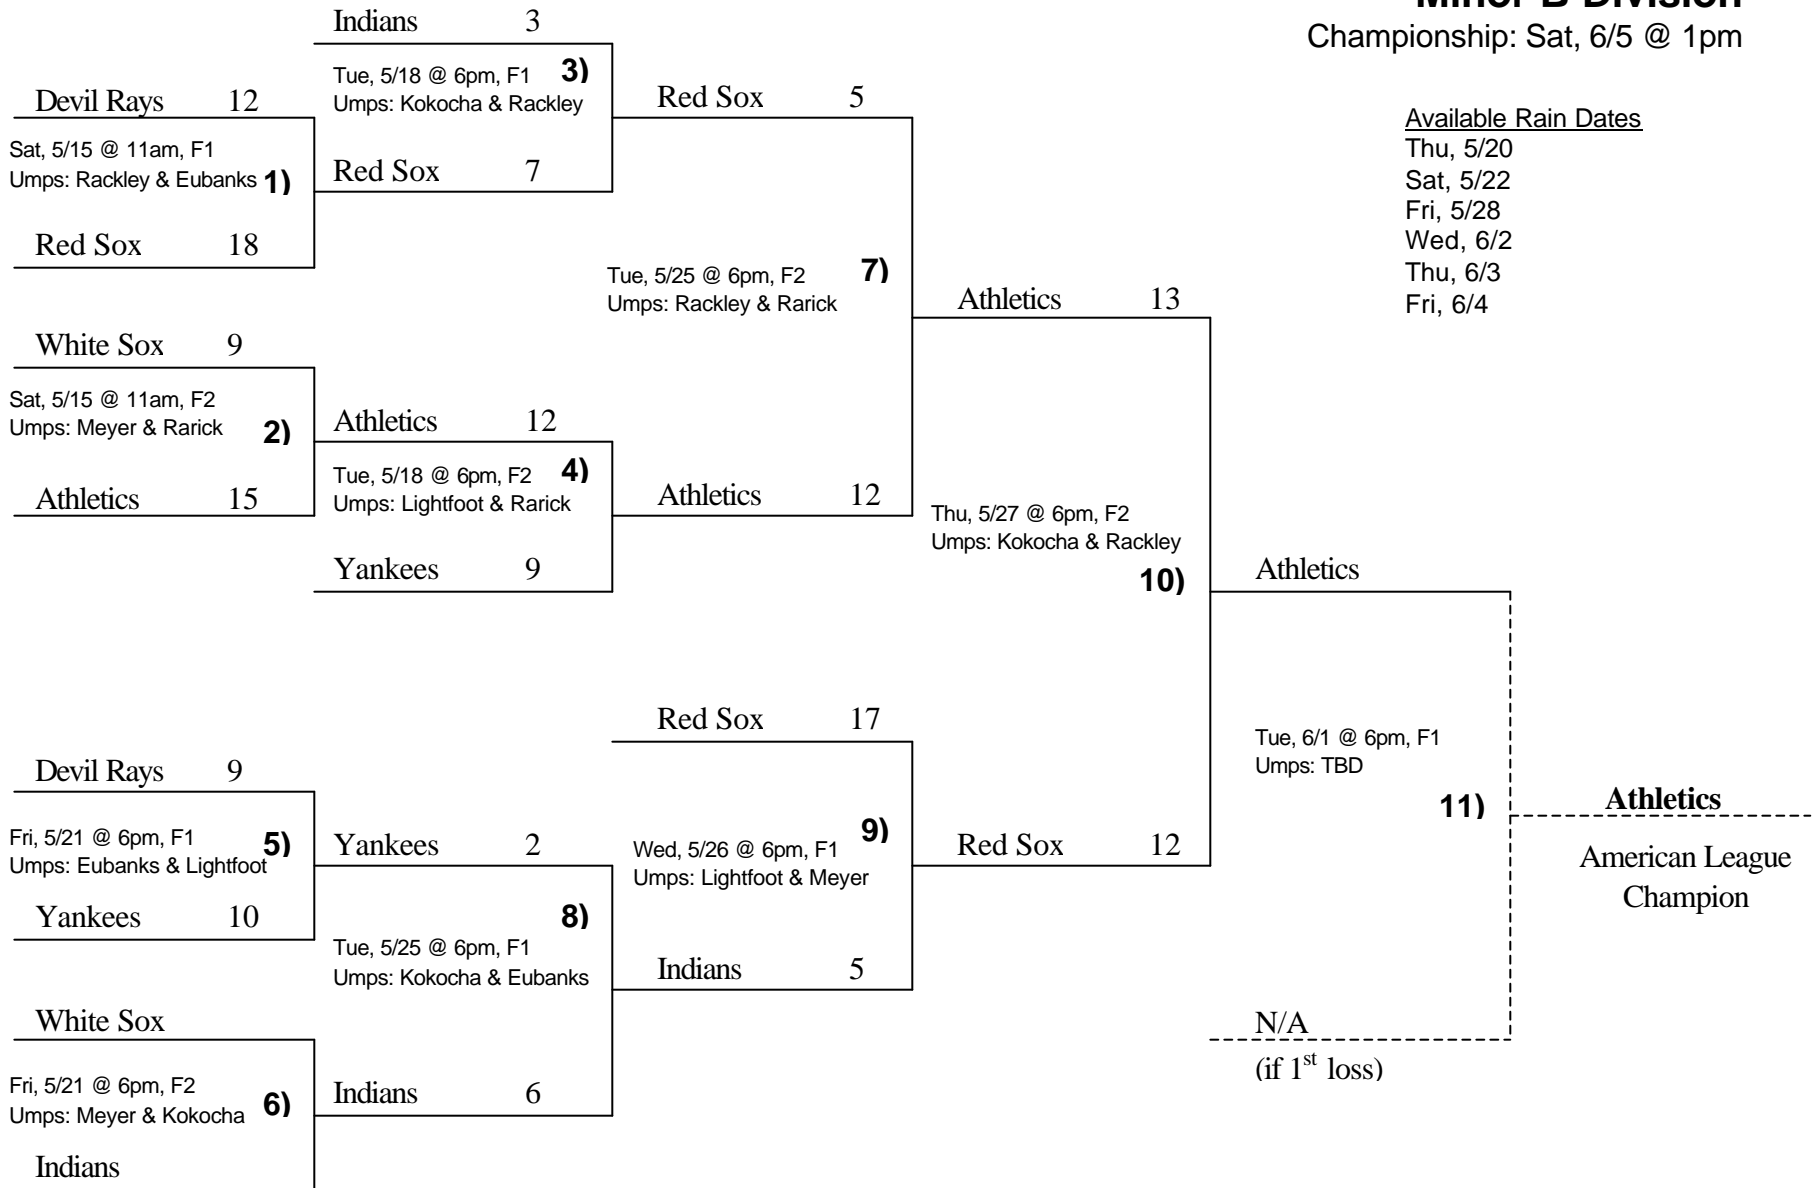 Minor B Division
Championship: Sat, 6/5 @ 1pm
Available Rain Dates
Thu, 5/20
Sat, 5/22
Fri, 5/28
Wed, 6/2
Thu, 6/3
Fri, 6/4
Devil Rays 12
Sat, 5/15 @ 11am, F1
Umps: Rackley & Eubanks 1)
Red Sox 18
White Sox 9
Sat, 5/15 @ 11am, F2
Umps: Meyer & Rarick 2)
Athletics 15
Indians 3
Tue, 5/18 @ 6pm, F1 3)
Umps: Kokocha & Rackley
Red Sox 7
Athletics 12
Tue, 5/18 @ 6pm, F2 4)
Umps: Lightfoot & Rarick
Yankees 9
Red Sox 5
Tue, 5/25 @ 6pm, F2 7)
Umps: Rackley & Rarick
Athletics 12
Athletics 13
Thu, 5/27 @ 6pm, F2
Umps: Kokocha & Rackley
10)
Red Sox 12
Devil Rays 9
Fri, 5/21 @ 6pm, F1 5)
Umps: Eubanks & Lightfoot
Yankees 10
White Sox
Fri, 5/21 @ 6pm, F2
Umps: Meyer & Kokocha 6)
Indians
Yankees 2
8)
Tue, 5/25 @ 6pm, F1
Umps: Kokocha & Eubanks
Indians 6
Red Sox 17
Wed, 5/26 @ 6pm, F1 9)
Umps: Lightfoot & Meyer
Indians 5
Athletics
Tue, 6/1 @ 6pm, F1
Umps: TBD
11)
N/A
(if 1st loss)
Athletics
American League
Champion